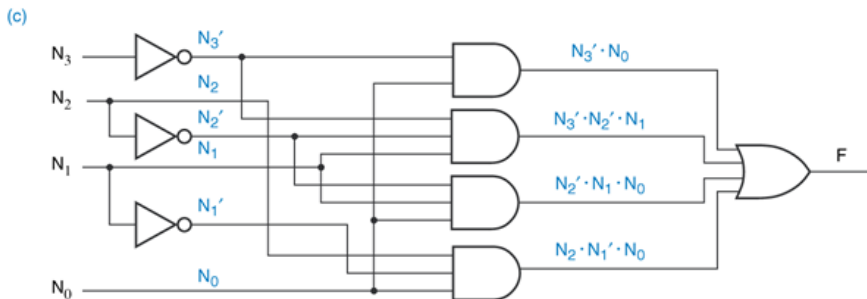 (c)
N₃
N₃′
N₃′ · N₀
N₂
N₂
N₂′
N₃′ · N₂′ · N₁
N₁
N₁
F
N₂′ · N₁ · N₀
N₁′
N₂ · N₁′ · N₀
N₀
N₀